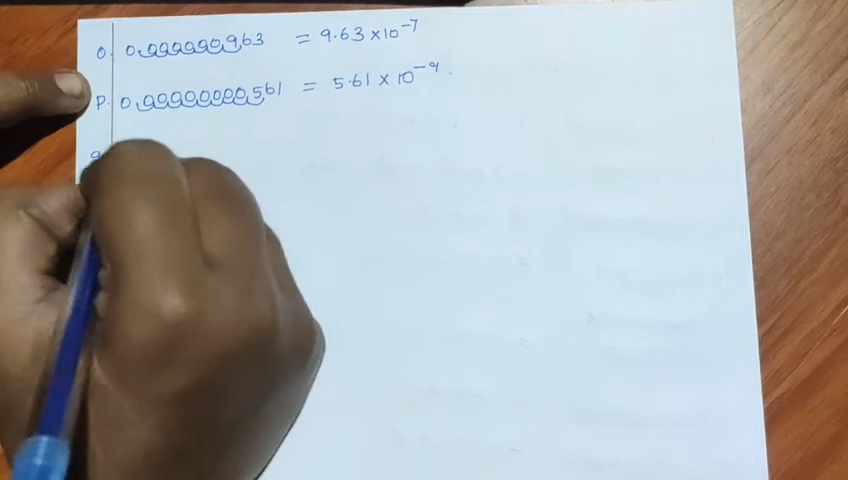 O. 0.000000963 = 9.63 × 10⁻⁷
P. 0.00000000561 = 5.61 × 10⁻⁹.
q